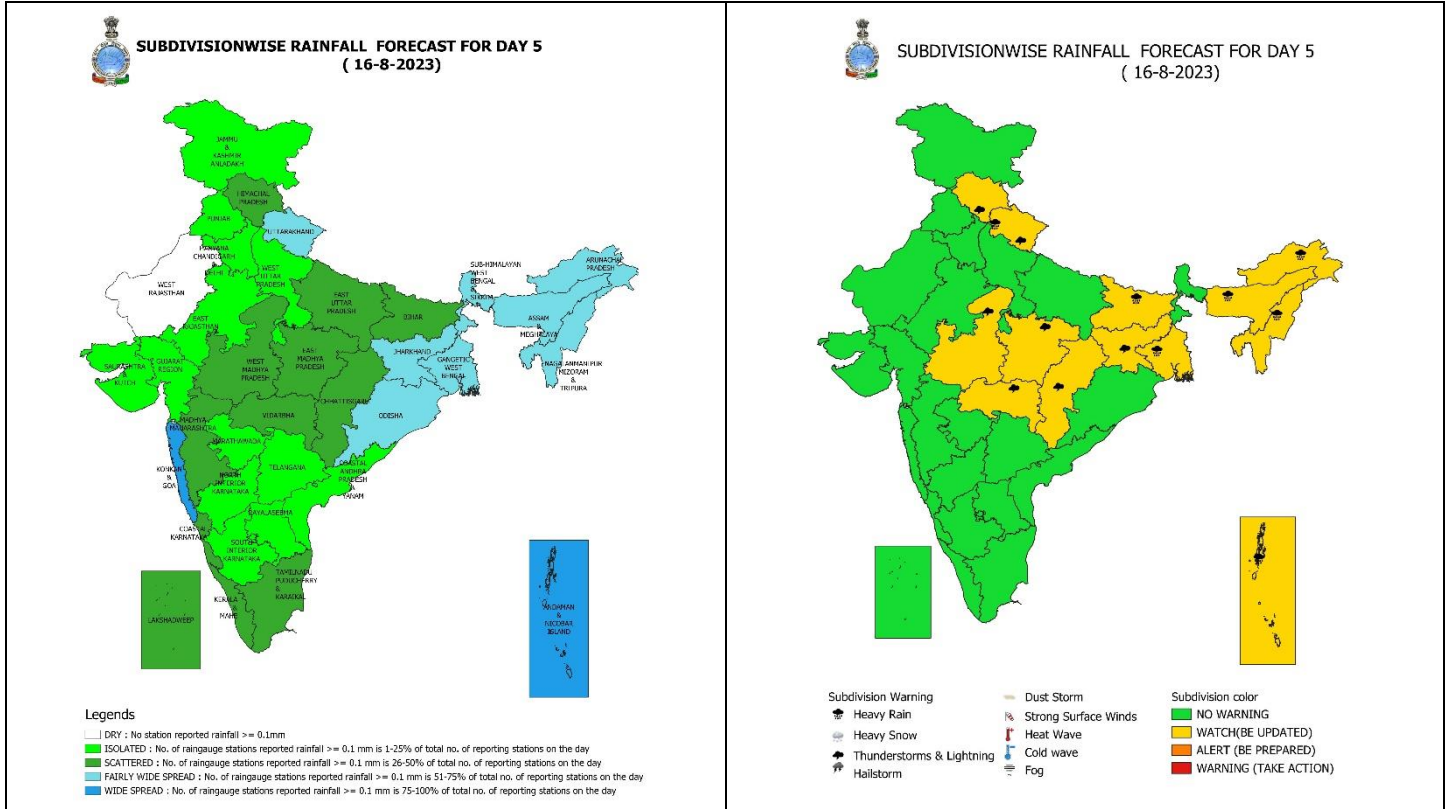 SUBDIVISIONWISE RAINFALL FORECAST FOR DAY 5
( 16-8-2023)
JAMMU
&
KASHMIR
ANLADAKH
HIMACHAL
PRADESH
PUNJAB
UTTARAKHAND
HARYANA
CHANDIGARH
&
DELHI
WEST
UTTAR
PRADESH
WEST
RAJASTHAN
SUB-HIMALAYAN
WEST
BENGAL
&
SIKKIM
ARUNACHAL
PRADESH
EAST
UTTAR
PRADESH
BIHAR
EAST
RAJASTHAN
ASSAM
&
MEGHALAYA
SAURASHTRA
&
KUTCH
GUJARAT
REGION
WEST
MADHYA
PRADESH
EAST
MADHYA
PRADESH
JHARKHAND
GANGETIC
WEST
BENGAL
NAGALANMANIPUR
MIZORAM
&
TRIPURA
CHHATTISGARH
VIDARBHA
ODISHA
MADHYA
MAHARASHTRA
MARATHAWADA
KONKAN
&
GOA
TELANGANA
NORTH
INTERIOR
KARNATAKA
COASTAL
ANDHRA
PRADESH
&
YANAM
RAYALASEEMA
COASTAL
KARNATAKA
SOUTH
INTERIOR
KARNATAKA
TAMILNADU
PUDUCHERRY
&
KARAIKAL
KERALA
&
MAHE
LAKSHADWEEP
ANDAMAN
&
NICOBAR
ISLAND
Legends
DRY : No station reported rainfall >= 0.1mm
ISOLATED : No. of raingauge stations reported rainfall >= 0.1 mm is 1-25% of total no. of reporting stations on the day
SCATTERED : No. of raingauge stations reported rainfall >= 0.1 mm is 26-50% of total no. of reporting stations on the day
FAIRLY WIDE SPREAD : No. of raingauge stations reported rainfall >= 0.1 mm is 51-75% of total no. of reporting stations on the day
WIDE SPREAD : No. of raingauge stations reported rainfall >= 0.1 mm is 75-100% of total no. of reporting stations on the day
SUBDIVISIONWISE RAINFALL FORECAST FOR DAY 5
( 16-8-2023)
Subdivision Warning
Heavy Rain
Heavy Snow
Thunderstorms & Lightning
Hailstorm
Dust Storm
Strong Surface Winds
Heat Wave
Cold wave
Fog
Subdivision color
NO WARNING
WATCH(BE UPDATED)
ALERT (BE PREPARED)
WARNING (TAKE ACTION)